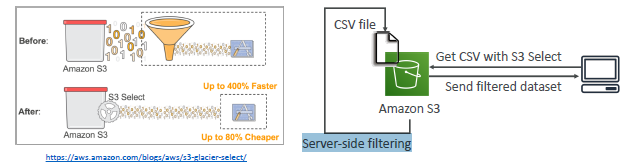 Before:
Amazon S3
Up to 400% Faster
S3 Select
After:
Amazon S3
Up to 80% Cheaper
https://aws.amazon.com/blogs/aws/s3-glacier-select/
CSV file
Get CSV with S3 Select
Send filtered dataset
Amazon S3
Server-side filtering